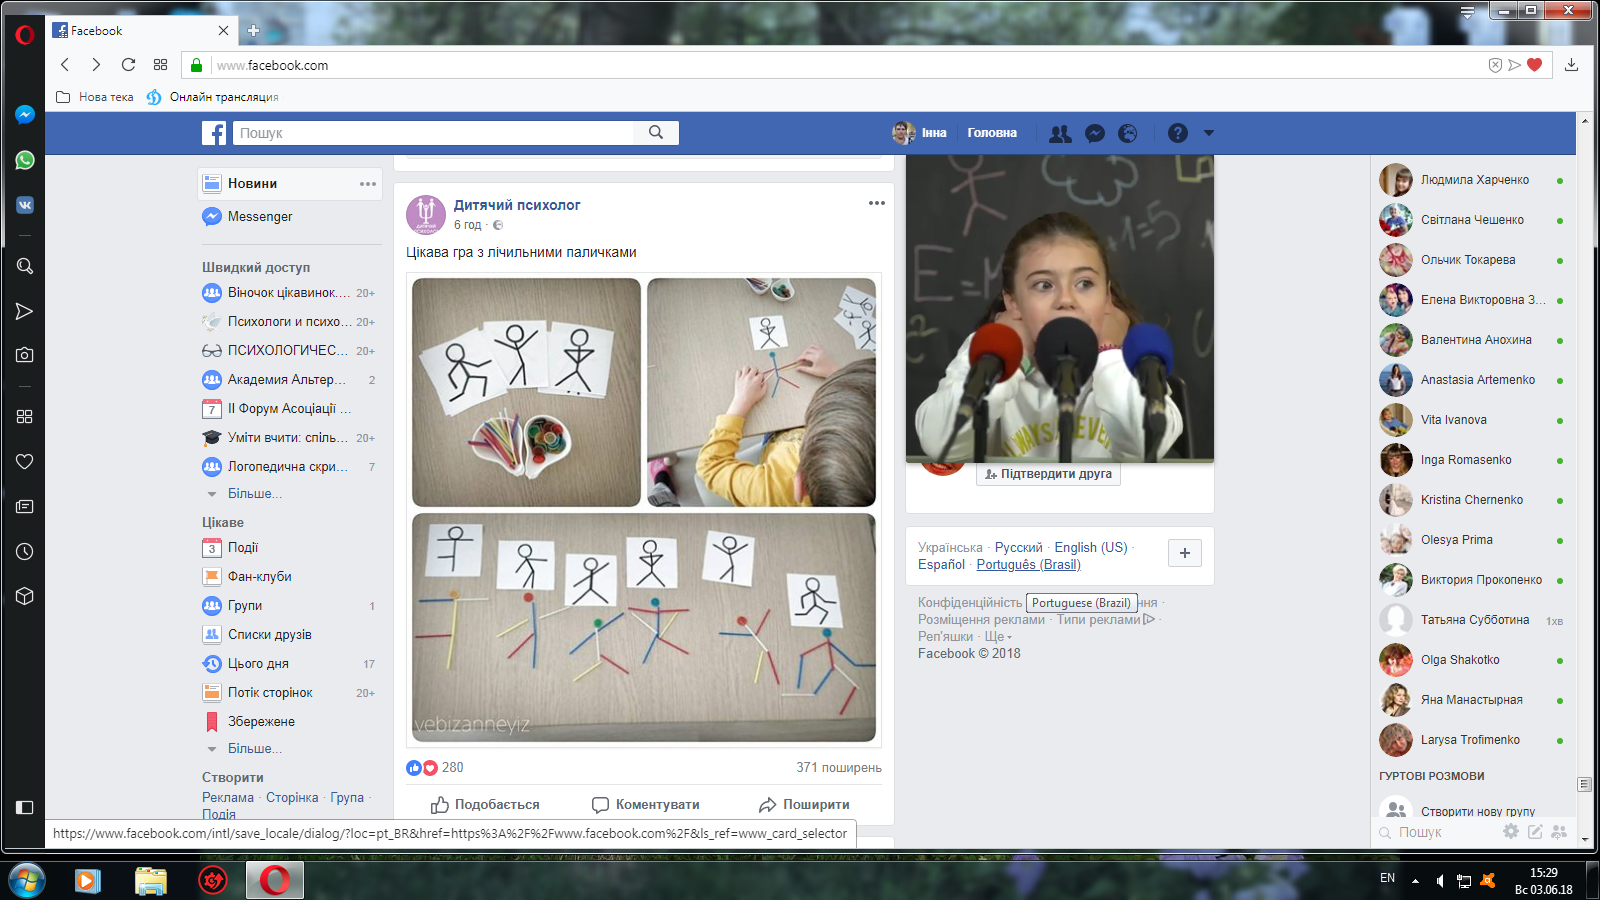 Facebook
www.facebook.com
Нова тека
Онлайн трансляция
Пошук
Інна
Головна
Новини
Messenger
Швидкий доступ
Віночок цікавинок.... 20+
Психологи и психо... 20+
ПСИХОЛОГИЧЕС... 20+
Академия Альтер... 2
7 ІІ Форум Асоціації ...
Уміти вчити: спіль... 20+
Логопедична скри... 7
Більше...
Цікаве
3 Події
Фан-клуби
Групи 1
Списки друзів
Цього дня 17
Потік сторінок 20+
Збережене
Більше...
Створити
Реклама · Сторінка · Група ·
Подія
Дитячий психолог
6 год ·
Цікава гра з лічильними паличками
vebizanneyiz
280
371 поширень
Подобається
Коментувати
Поширити
Підтвердити друга
Українська · Русский · English (US) ·
Español · Português (Brasil)
Конфіденційність
Portuguese (Brazil)
ння ·
Розміщення реклами · Типи реклами ·
Реп'яшки · Ще
Facebook © 2018
Людмила Харченко
Світлана Чешенко
Ольчик Токарева
Елена Викторовна З...
Валентина Анохина
Anastasia Artemenko
Vita Ivanova
Inga Romasenko
Kristina Chernenko
Olesya Prima
Виктория Прокопенко
Татьяна Субботина 1хв
Olga Shakotko
Яна Манастырная
Larysa Trofimenko
ГУРТОВІ РОЗМОВИ
Створити нову групу
Пошук
https://www.facebook.com/intl/save_locale/dialog/?loc=pt_BR&href=https%3A%2F%2Fwww.facebook.com%2F&ls_ref=www_card_selector
EN
15:29
Вс 03.06.18